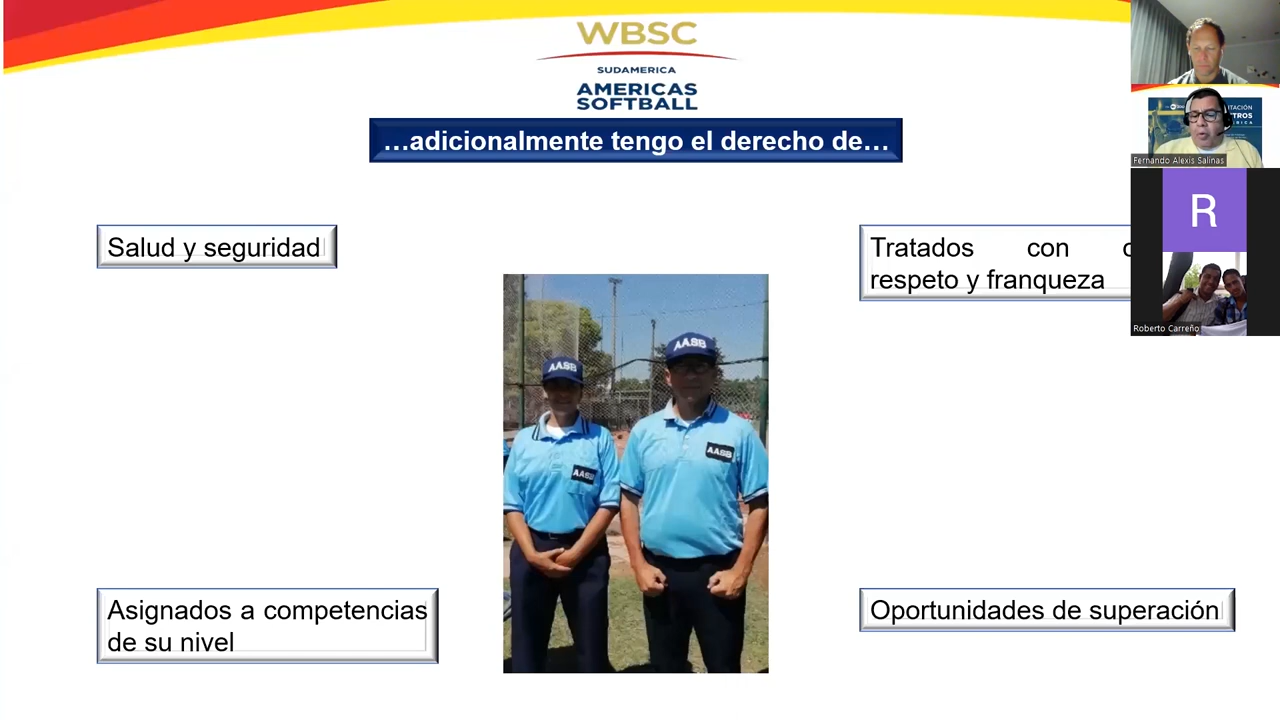 WBSC
SUDAMERICA
AMERICAS
SOFTBALL
…adicionalmente tengo el derecho de…
Salud y seguridad
Tratados con
respeto y franqueza
AASB
AASB
AASB
AASB
Asignados a competencias
de su nivel
Oportunidades de superación
Fernando Alexis Salinas
R
Roberto Carreño